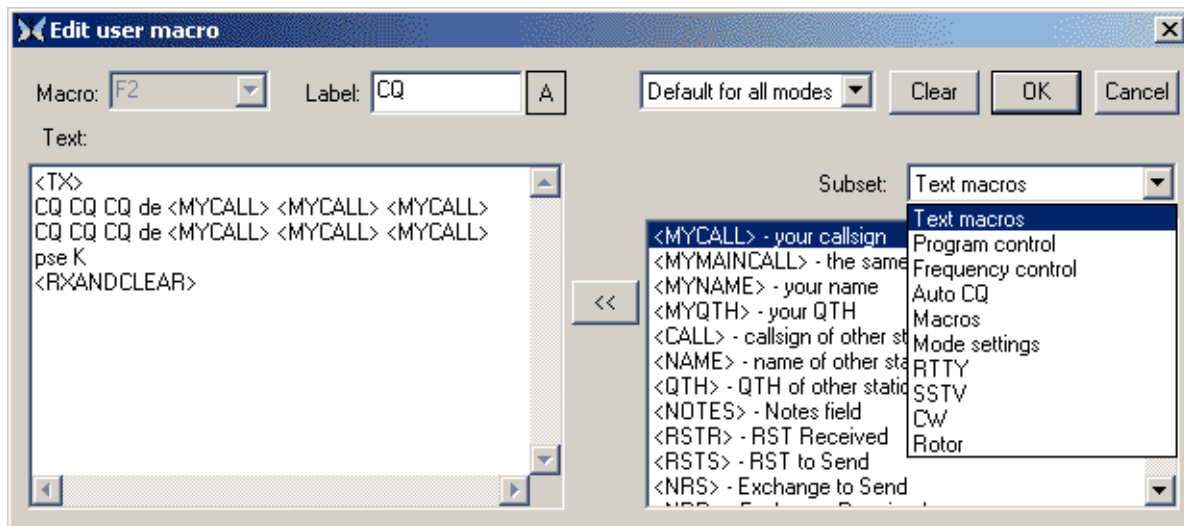 Edit user macro
Macro: F2 Label: CQ A Default for all modes Clear OK Cancel
Text:
Subset: Text macros
<TX>
CQ CQ CQ de <MYCALL> <MYCALL> <MYCALL>
CQ CQ CQ de <MYCALL> <MYCALL> <MYCALL>
pse K
<RXANDCLEAR>
<<
<MYCALL> - your callsign
<MYMAINCALL> - the same
<MYNAME> - your name
<MYQTH> - your QTH
<CALL> - callsign of other
<NAME> - name of other
<QTH> - QTH of other
<NOTES> - Notes field
<RSTR> - RST Received
<RSTS> - RST to Send
<NRS> - Exchange to Send
Text macros
Program control
Frequency control
Auto CQ
Macros
Mode settings
RTTY
SSTV
CW
Rotor